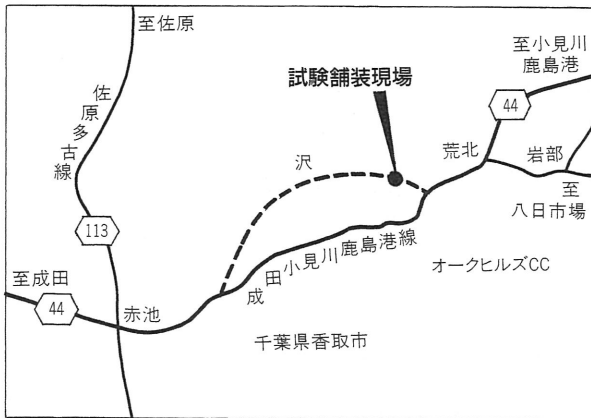 至佐原
佐原多古線
113
至成田
44
赤池
沢
試験舗装現場
成田小見川鹿島港線
千葉県香取市
オークヒルズCC
荒北
44
至小見川
鹿島港
岩部
至
八日市場